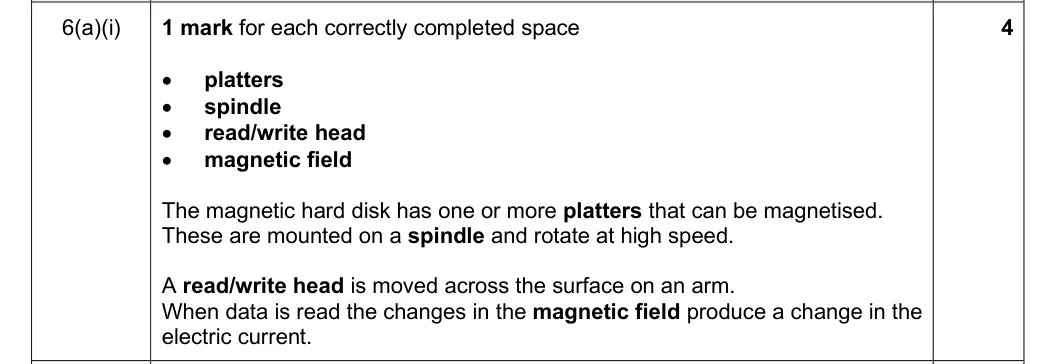 6(a)(i) 1 mark for each correctly completed space 4
• platters
• spindle
• read/write head
• magnetic field
The magnetic hard disk has one or more platters that can be magnetised.
These are mounted on a spindle and rotate at high speed.
A read/write head is moved across the surface on an arm.
When data is read the changes in the magnetic field produce a change in the
electric current.